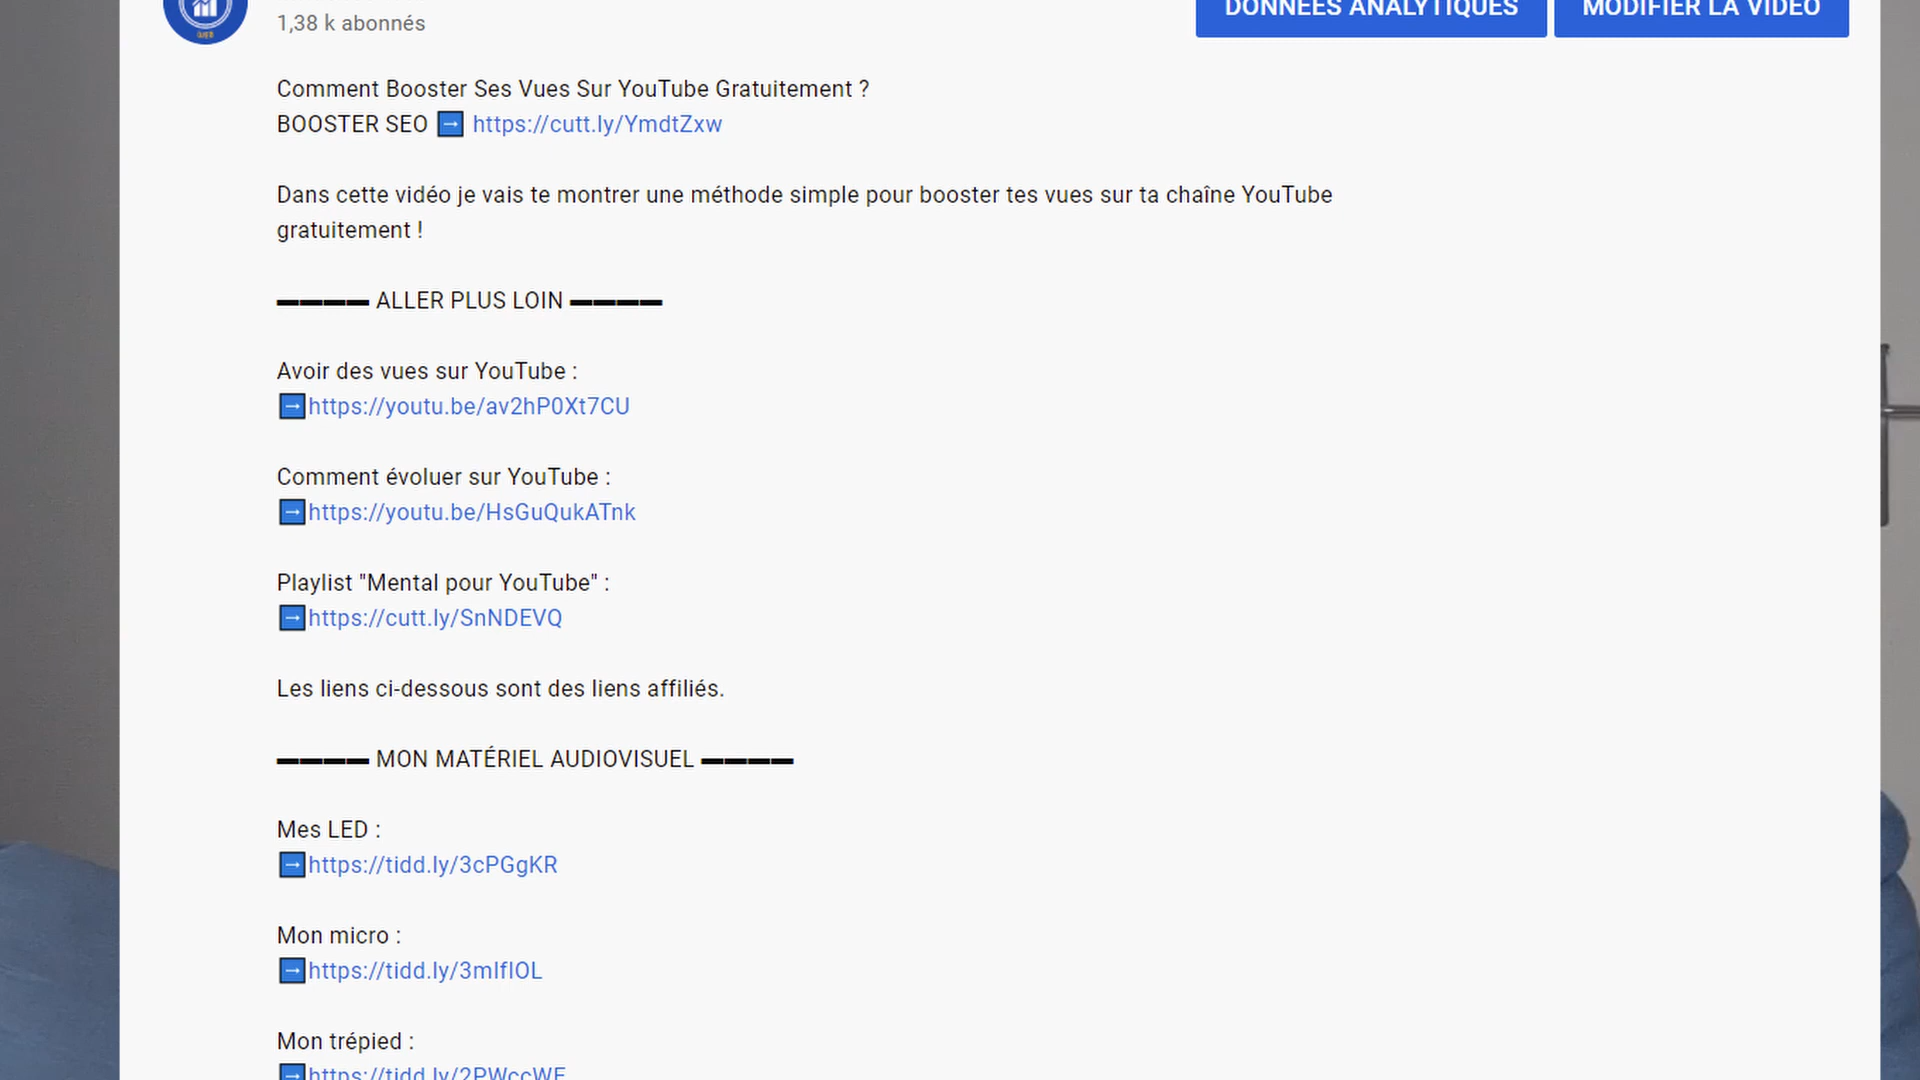 1,38 k abonnés
DONNÉES ANALYTIQUES
MODIFIER LA VIDÉO
Comment Booster Ses Vues Sur YouTube Gratuitement ?
BOOSTER SEO ➡ https://cutt.ly/YmdtZxw
Dans cette vidéo je vais te montrer une méthode simple pour booster tes vues sur ta chaîne YouTube
gratuitement !
▬▬▬▬ ALLER PLUS LOIN ▬▬▬▬
Avoir des vues sur YouTube :
➡https://youtu.be/av2hP0Xt7CU
Comment évoluer sur YouTube :
➡https://youtu.be/HsGuQukATnk
Playlist "Mental pour YouTube" :
➡https://cutt.ly/SnNDEVQ
Les liens ci-dessous sont des liens affiliés.
▬▬▬▬ MON MATÉRIEL AUDIOVISUEL ▬▬▬▬
Mes LED :
➡https://tidd.ly/3cPGgKR
Mon micro :
➡https://tidd.ly/3mIfIOL
Mon trépied :
➡https://tidd.ly/2PWccWE